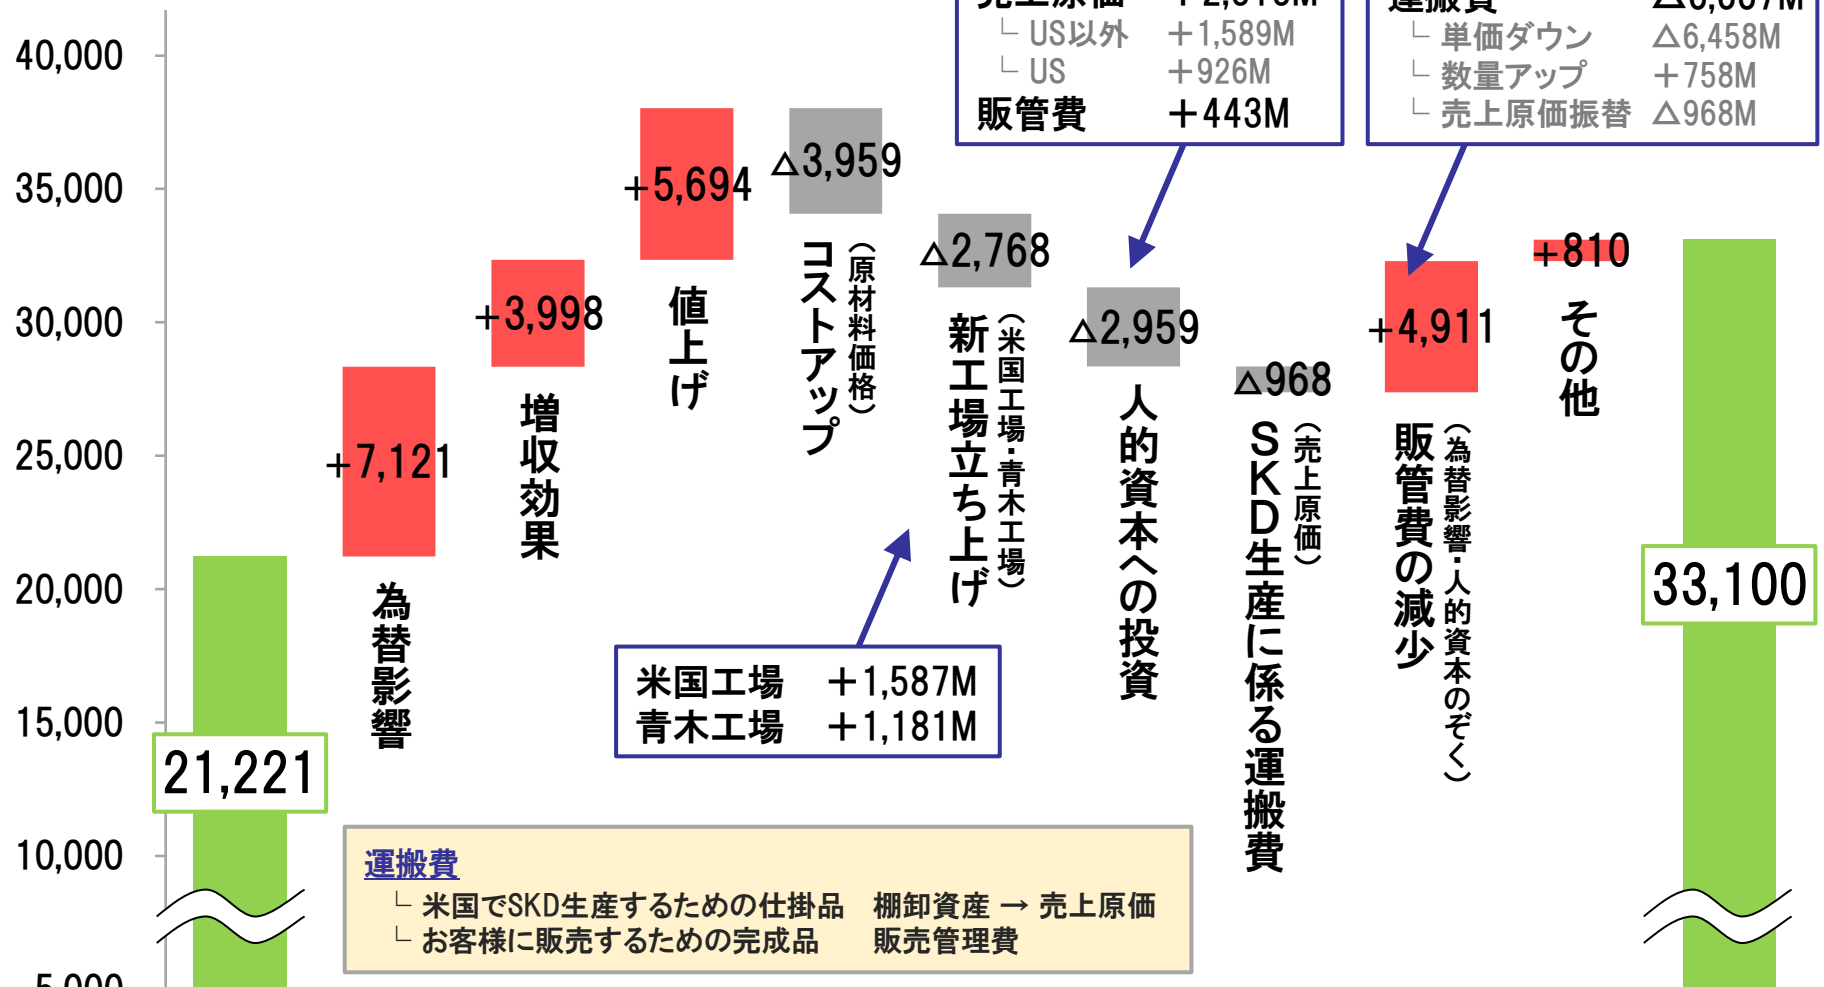 40,000
35,000
30,000
25,000
20,000
15,000
10,000
5,000
売上原価
└ US以外 +1,589M
└ US +926M
販管費 +443M
運搬費
└ 単価ダウン △6,458M
└ 数量アップ +758M
└ 売上原価振替 △968M
21,221
+7,121
為替影響
+3,998
増収効果
+5,694
値上げ
△3,959
コストアップ
（原材料価格）
△2,768
新工場立ち上げ
（米国工場・青木工場）
△2,959
人的資本への投資
△968
SKD生産に係る運搬費
（売上原価）
+4,911
販管費の減少
（為替影響・人的資本のぞく）
+810
その他
33,100
米国工場 +1,587M
青木工場 +1,181M
運搬費
└ 米国でSKD生産するための仕掛品 棚卸資産 → 売上原価
└ お客様に販売するための完成品 販売管理費